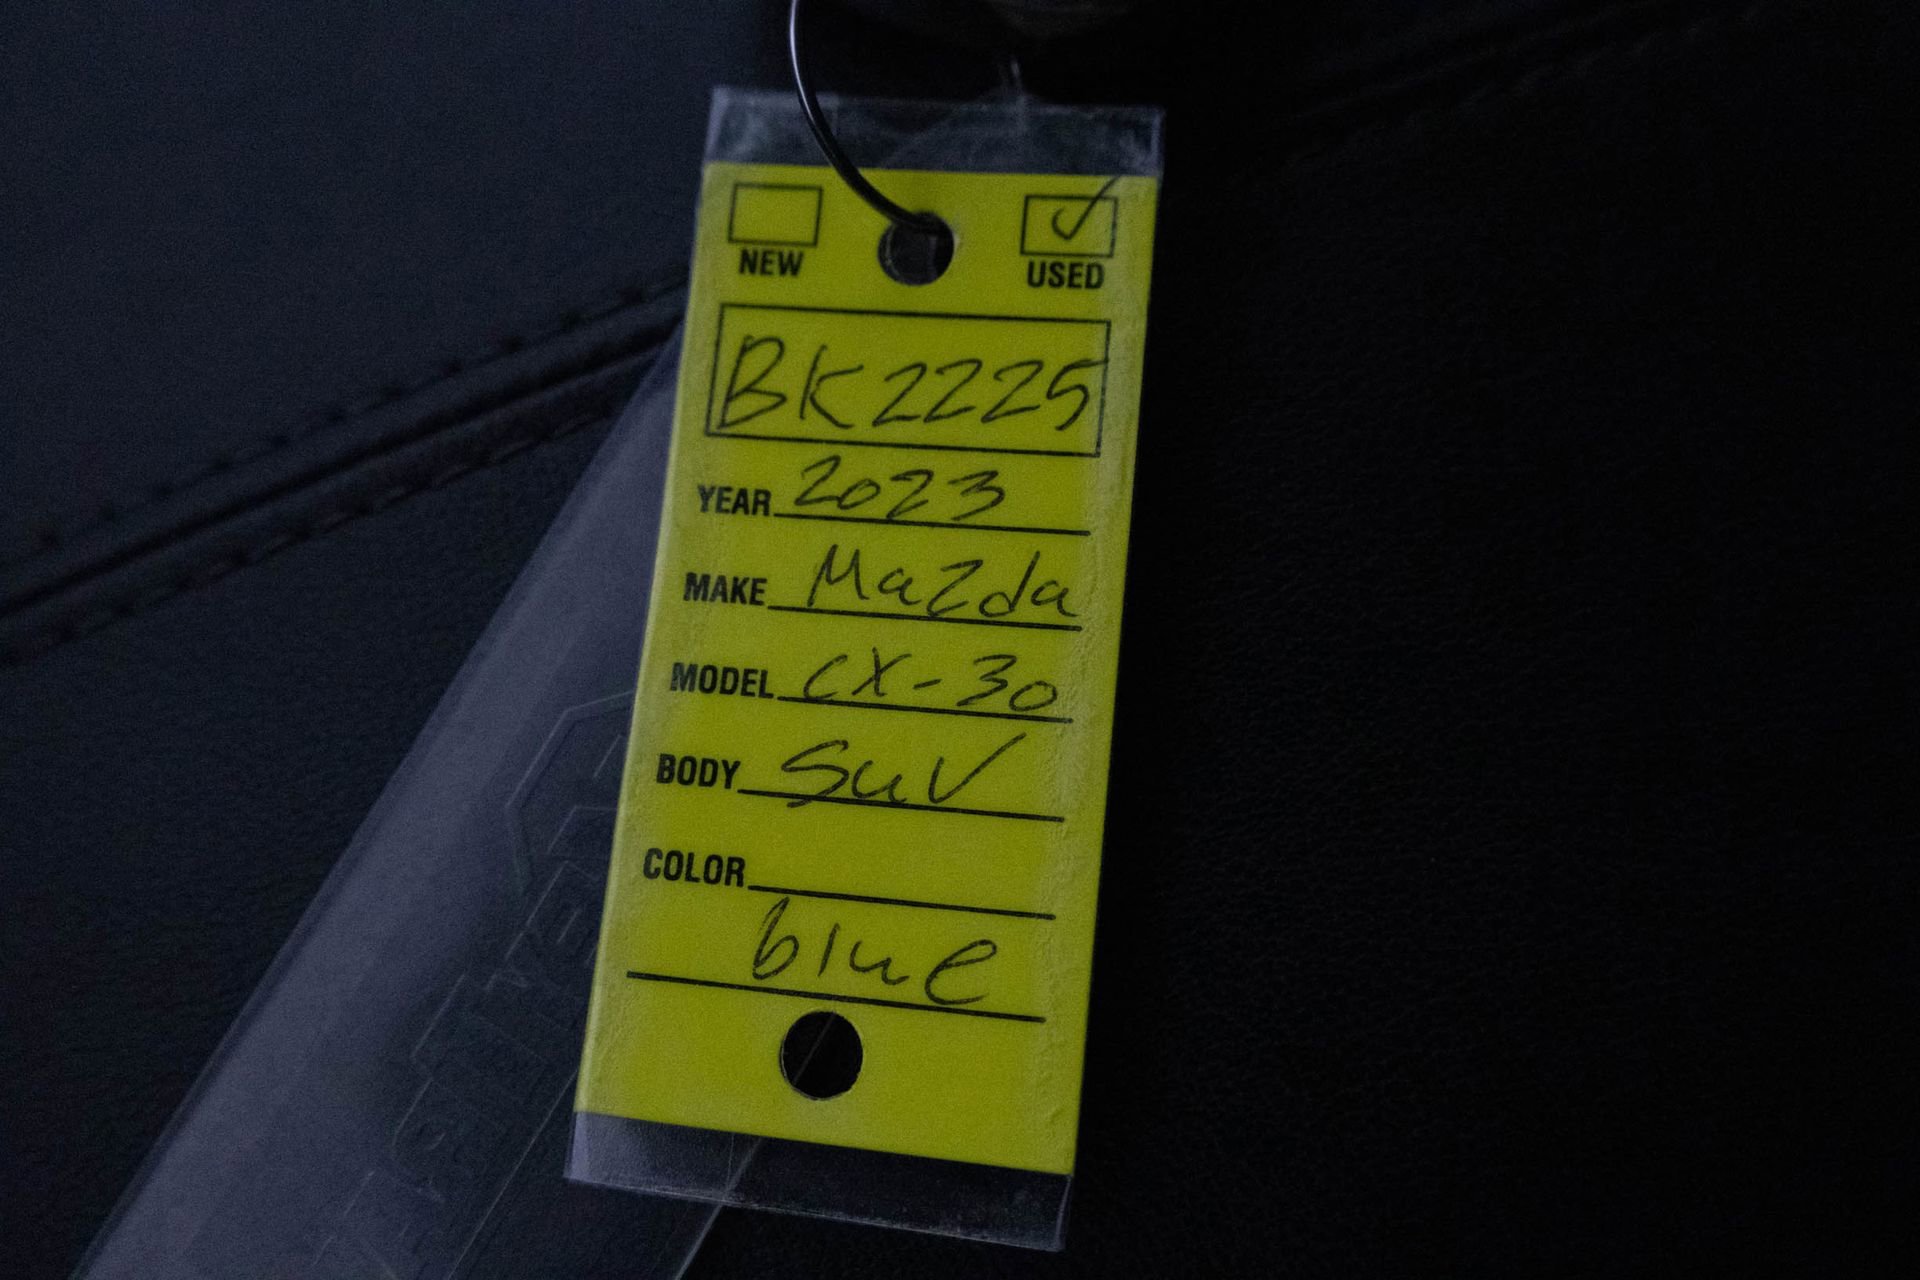 NEW USED
BK2225
YEAR 2023
MAKE Mazda
MODEL CX-30
BODY SUV
COLOR
blue